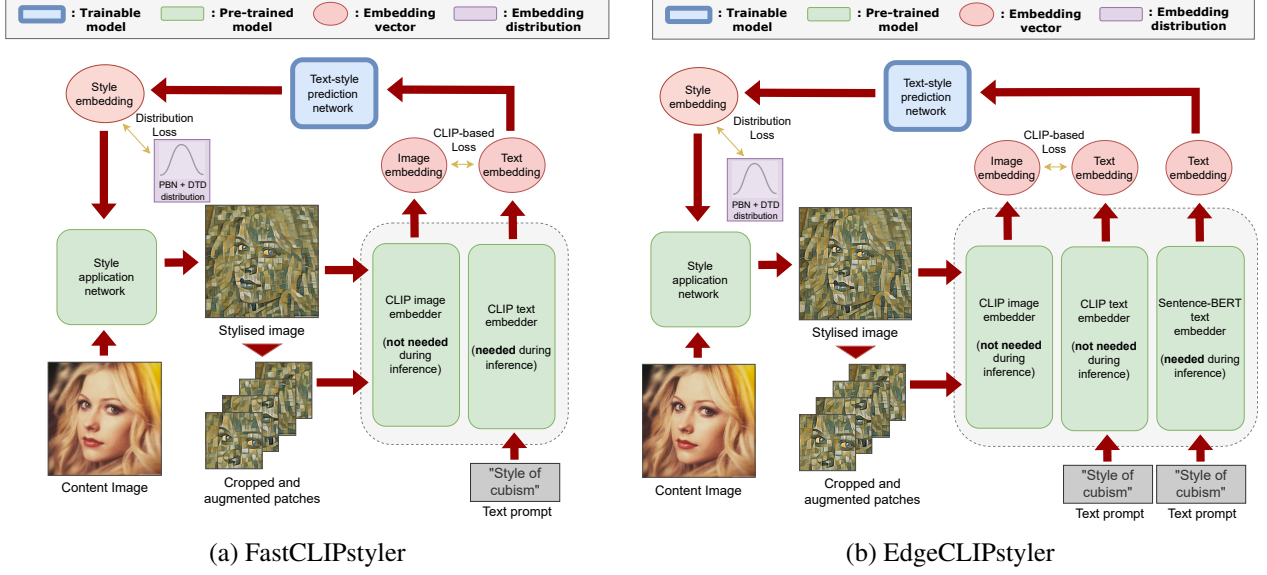 : Trainable model
: Pre-trained model
: Embedding vector
: Embedding distribution
Style embedding
Text-style prediction network
Distribution Loss
PBN + DTD distribution
CLIP-based Loss
Image embedding
Text embedding
Style application network
Stylised image
CLIP image embedder
(not needed during inference)
CLIP text embedder
(needed during inference)
Content Image
Cropped and augmented patches
"Style of cubism"
Text prompt
(a) FastCLIPstyler
: Trainable model
: Pre-trained model
: Embedding vector
: Embedding distribution
Style embedding
Text-style prediction network
Distribution Loss
PBN + DTD distribution
CLIP-based Loss
Image embedding
Text embedding
Text embedding
Style application network
Stylised image
CLIP image embedder
(not needed during inference)
CLIP text embedder
(not needed during inference)
Sentence-BERT text embedder
(needed during inference)
Content Image
Cropped and augmented patches
"Style of cubism"
Text prompt
"Style of cubism"
Text prompt
(b) EdgeCLIPstyler